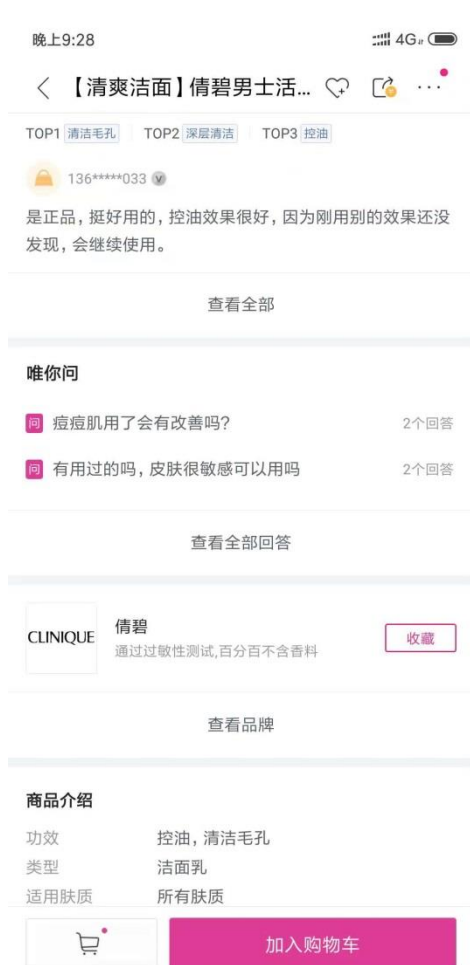 晚上9:28
4G
【清爽洁面】倩碧男士活...
TOP1 清洁毛孔 TOP2 深层清洁 TOP3 控油
136*****033 V
是正品，挺好用的，控油效果很好，因为刚用别的效果还没
发现，会继续使用。
查看全部
唯你问
问 痘痘肌用了会有改善吗?
2个回答
问 有用过的吗，皮肤很敏感可以用吗
2个回答
查看全部回答
CLINIQUE
倩碧
通过过敏性测试,百分百不含香料
收藏
查看品牌
商品介绍
功效 控油，清洁毛孔
类型 洁面乳
适用肤质 所有肤质
加入购物车